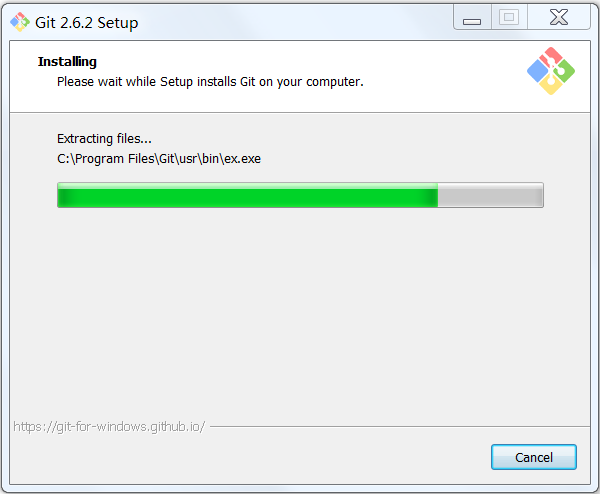 Git 2.6.2 Setup
Installing
Please wait while Setup installs Git on your computer.
Extracting files...
C:\Program Files\Git\usr\bin\ex.exe
https://git-for-windows.github.io/
Cancel